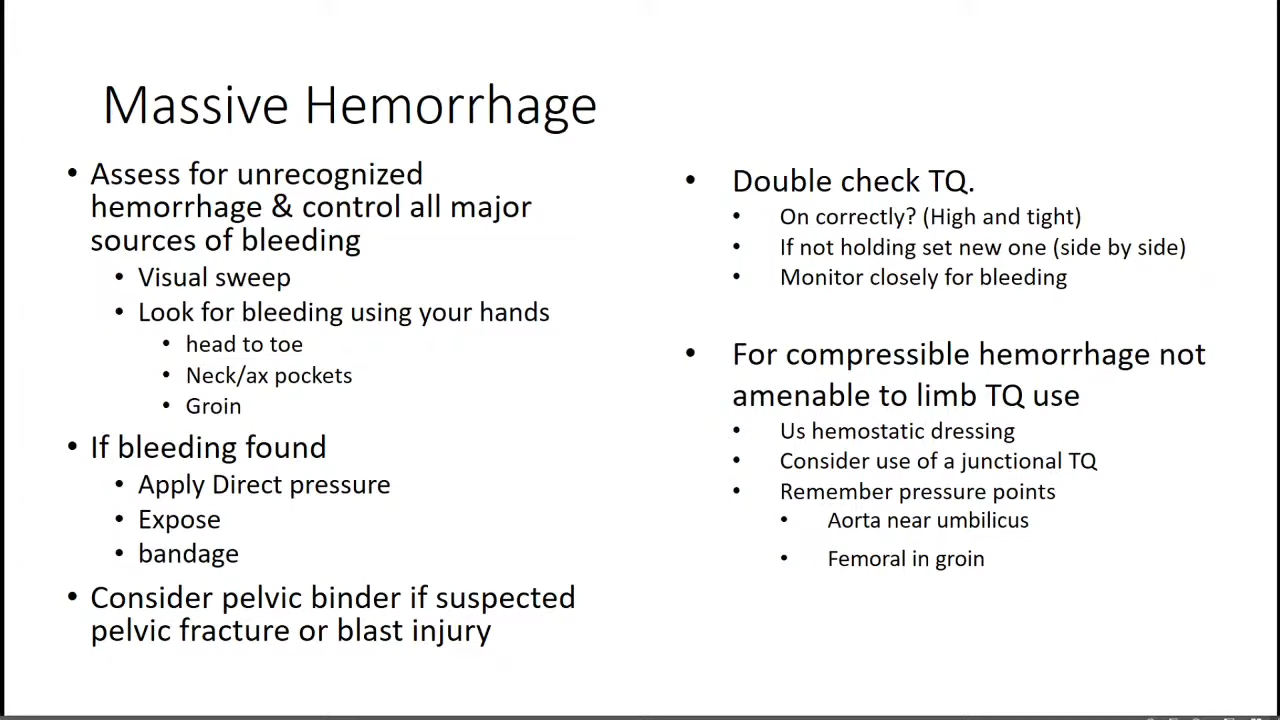 Massive Hemorrhage
• Assess for unrecognized
hemorrhage & control all major
sources of bleeding
• Visual sweep
• Look for bleeding using your hands
• head to toe
• Neck/ax pockets
• Groin
• If bleeding found
• Apply Direct pressure
• Expose
• bandage
• Consider pelvic binder if suspected
pelvic fracture or blast injury
• Double check TQ.
• On correctly? (High and tight)
• If not holding set new one (side by side)
• Monitor closely for bleeding
• For compressible hemorrhage not
amenable to limb TQ use
• Us hemostatic dressing
• Consider use of a junctional TQ
• Remember pressure points
• Aorta near umbilicus
• Femoral in groin